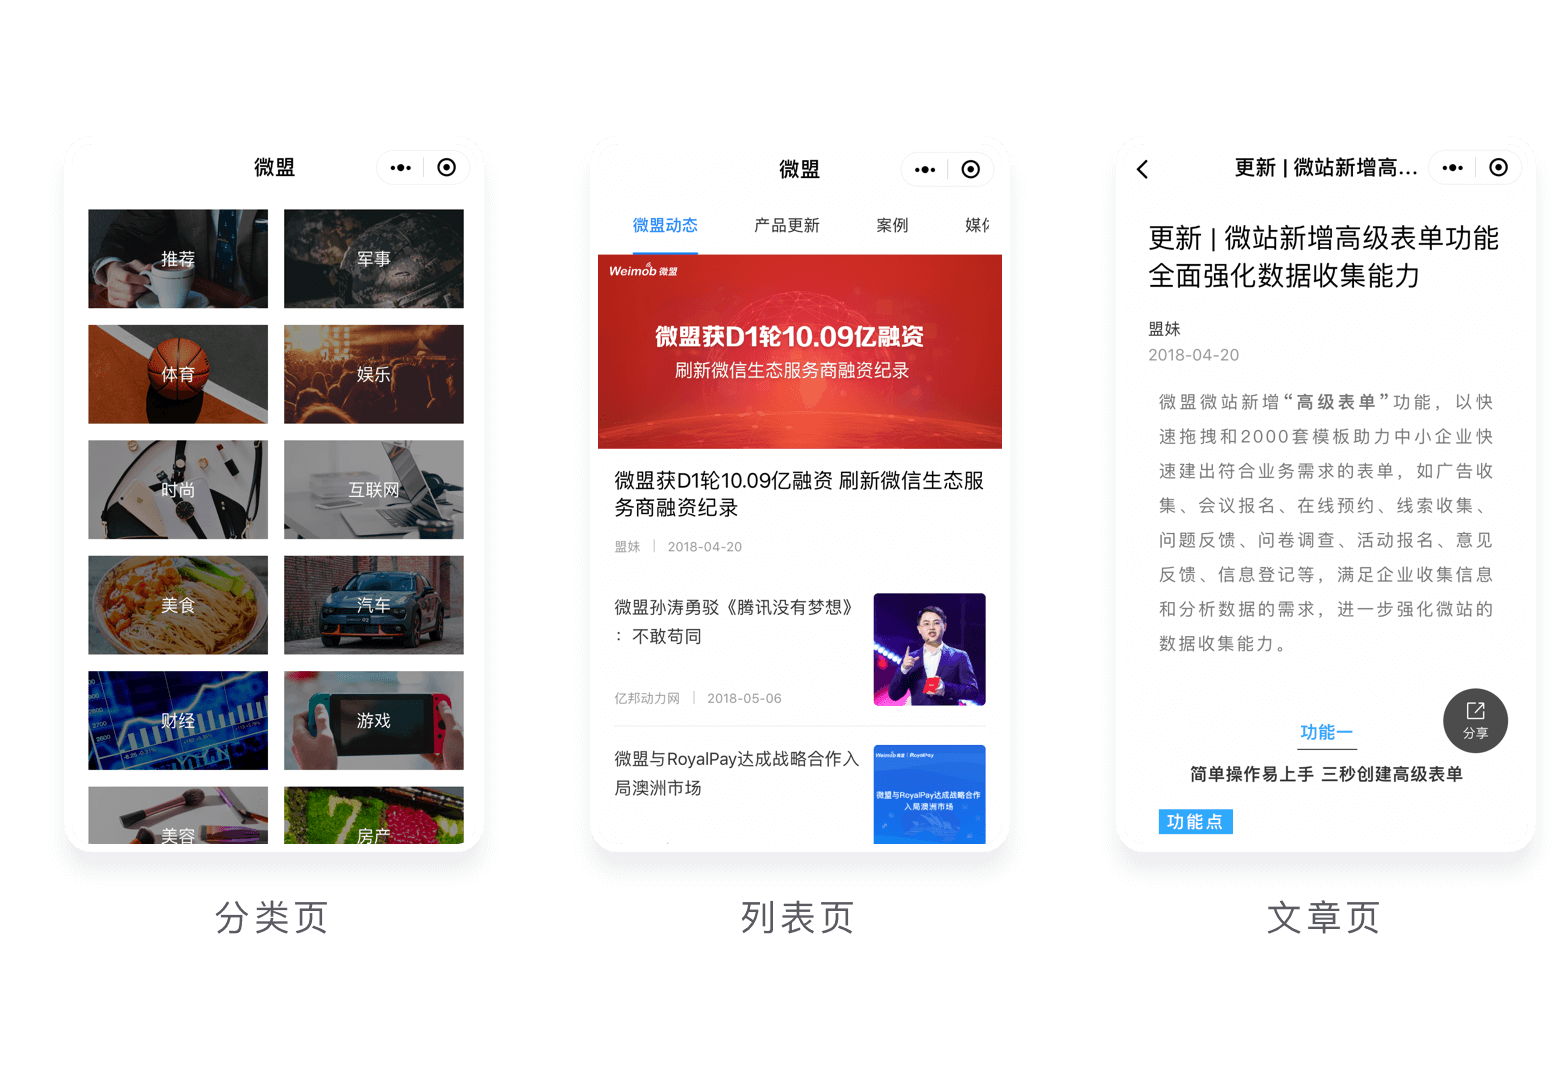 微盟
推荐
军事
体育
娱乐
时尚
互联网
美食
汽车
财经
游戏
美容
房产
分类页
微盟
微盟动态
产品更新
案例
Weimob 微盟
微盟获D1轮10.09亿融资
刷新微信生态服务商融资纪录
微盟获D1轮10.09亿融资 刷新微信生态服
务商融资纪录
盟妹 | 2018-04-20
微盟孙涛勇驳《腾讯没有梦想》
：不敢苟同
亿邦动力网 | 2018-05-06
微盟与RoyalPay达成战略合作入
局澳洲市场
Weimob 微盟 | RoyalPay
微盟与RoyalPay达成战略合作
入局澳洲市场
列表页
更新 | 微站新增高...
更新 | 微站新增高级表单功能
全面强化数据收集能力
盟妹
2018-04-20
微盟微站新增“高级表单”功能，以快
速拖拽和2000套模板助力中小企业快
速建出符合业务需求的表单，如广告收
集、会议报名、在线预约、线索收集、
问题反馈、问卷调查、活动报名、意见
反馈、信息登记等，满足企业收集信息
和分析数据的需求，进一步强化微站的
数据收集能力。
分享
功能一
简单操作易上手 三秒创建高级表单
功能点
文章页